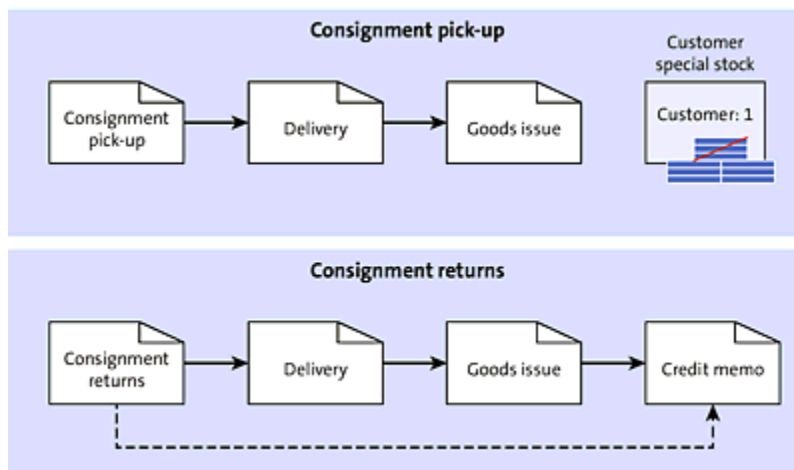 Consignment pick-up
Customer
special stock
Consignment
pick-up
Delivery
Goods issue
Customer: 1
Consignment returns
Consignment
returns
Delivery
Goods issue
Credit memo